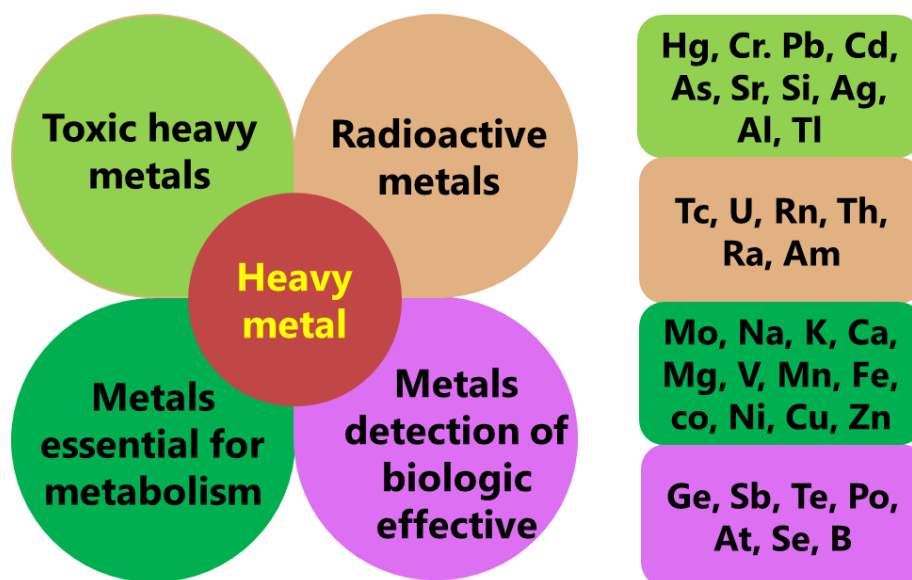 Toxic heavy
metals
Radioactive
metals
Heavy
metal
Metals
essential for
metabolism
Metals
detection of
biologic
effective
Hg, Cr. Pb, Cd,
As, Sr, Si, Ag,
Al, Tl
Tc, U, Rn, Th,
Ra, Am
Mo, Na, K, Ca,
Mg, V, Mn, Fe,
co, Ni, Cu, Zn
Ge, Sb, Te, Po,
At, Se, B